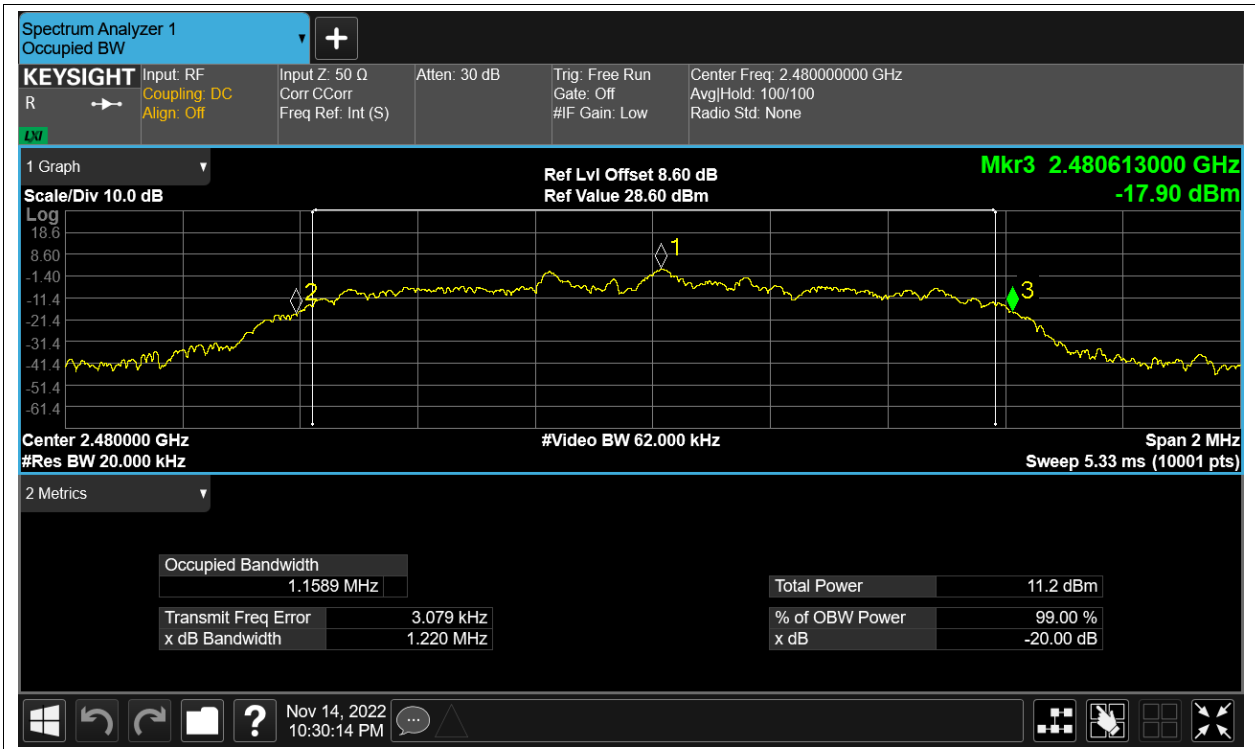 Spectrum Analyzer 1
Occupied BW
KEYSIGHT Input: RF Input Z: 50 Ω Atten: 30 dB Trig: Free Run Center Freq: 2.480000000 GHz
R Coupling: DC Corr CCorr Gate: Off Avg|Hold: 100/100
Align: Off Freq Ref: Int (S) #IF Gain: Low Radio Std: None
LXI
1 Graph Ref Lvl Offset 8.60 dB Mkr3 2.480613000 GHz
Scale/Div 10.0 dB Ref Value 28.60 dBm -17.90 dBm
Log
18.6
8.60
-1.40
-11.4
-21.4
-31.4
-41.4
-51.4
-61.4
1
2
3
Center 2.480000 GHz #Video BW 62.000 kHz Span 2 MHz
#Res BW 20.000 kHz Sweep 5.33 ms (10001 pts)
2 Metrics
Occupied Bandwidth
1.1589 MHz Total Power 11.2 dBm
Transmit Freq Error 3.079 kHz % of OBW Power 99.00 %
x dB Bandwidth 1.220 MHz x dB -20.00 dB
? Nov 14, 2022
10:30:14 PM